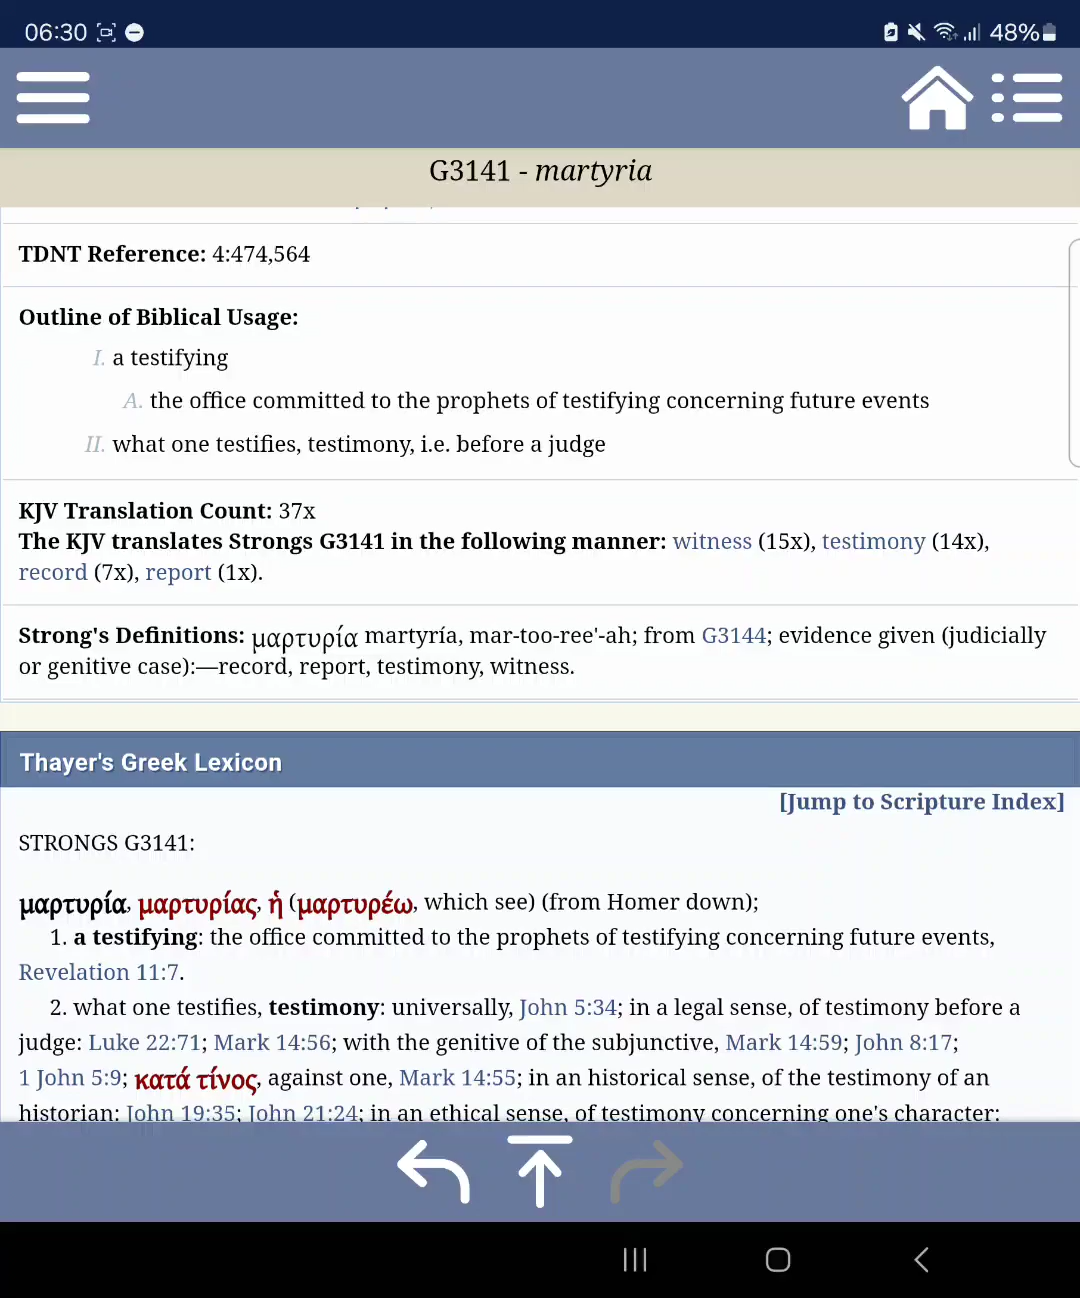 06:30
48%
G3141 - martyria
TDNT Reference: 4:474,564
Outline of Biblical Usage:
I. a testifying
A. the office committed to the prophets of testifying concerning future events
II. what one testifies, testimony, i.e. before a judge
KJV Translation Count: 37x
The KJV translates Strongs G3141 in the following manner: witness (15x), testimony (14x),
record (7x), report (1x).
Strong's Definitions: μαρτυρία martyría, mar-too-ree'-ah; from G3144; evidence given (judicially
or genitive case):—record, report, testimony, witness.
Thayer's Greek Lexicon
[Jump to Scripture Index]
STRONGS G3141:
μαρτυρία, μαρτυρίας, ἡ (μαρτυρέω, which see) (from Homer down);
1. a testifying: the office committed to the prophets of testifying concerning future events,
Revelation 11:7.
2. what one testifies, testimony: universally, John 5:34; in a legal sense, of testimony before a
judge: Luke 22:71; Mark 14:56; with the genitive of the subjunctive, Mark 14:59; John 8:17;
1 John 5:9; κατά τίνος, against one, Mark 14:55; in an historical sense, of the testimony of an
historian: John 19:35; John 21:24; in an ethical sense, of testimony concerning one's character: